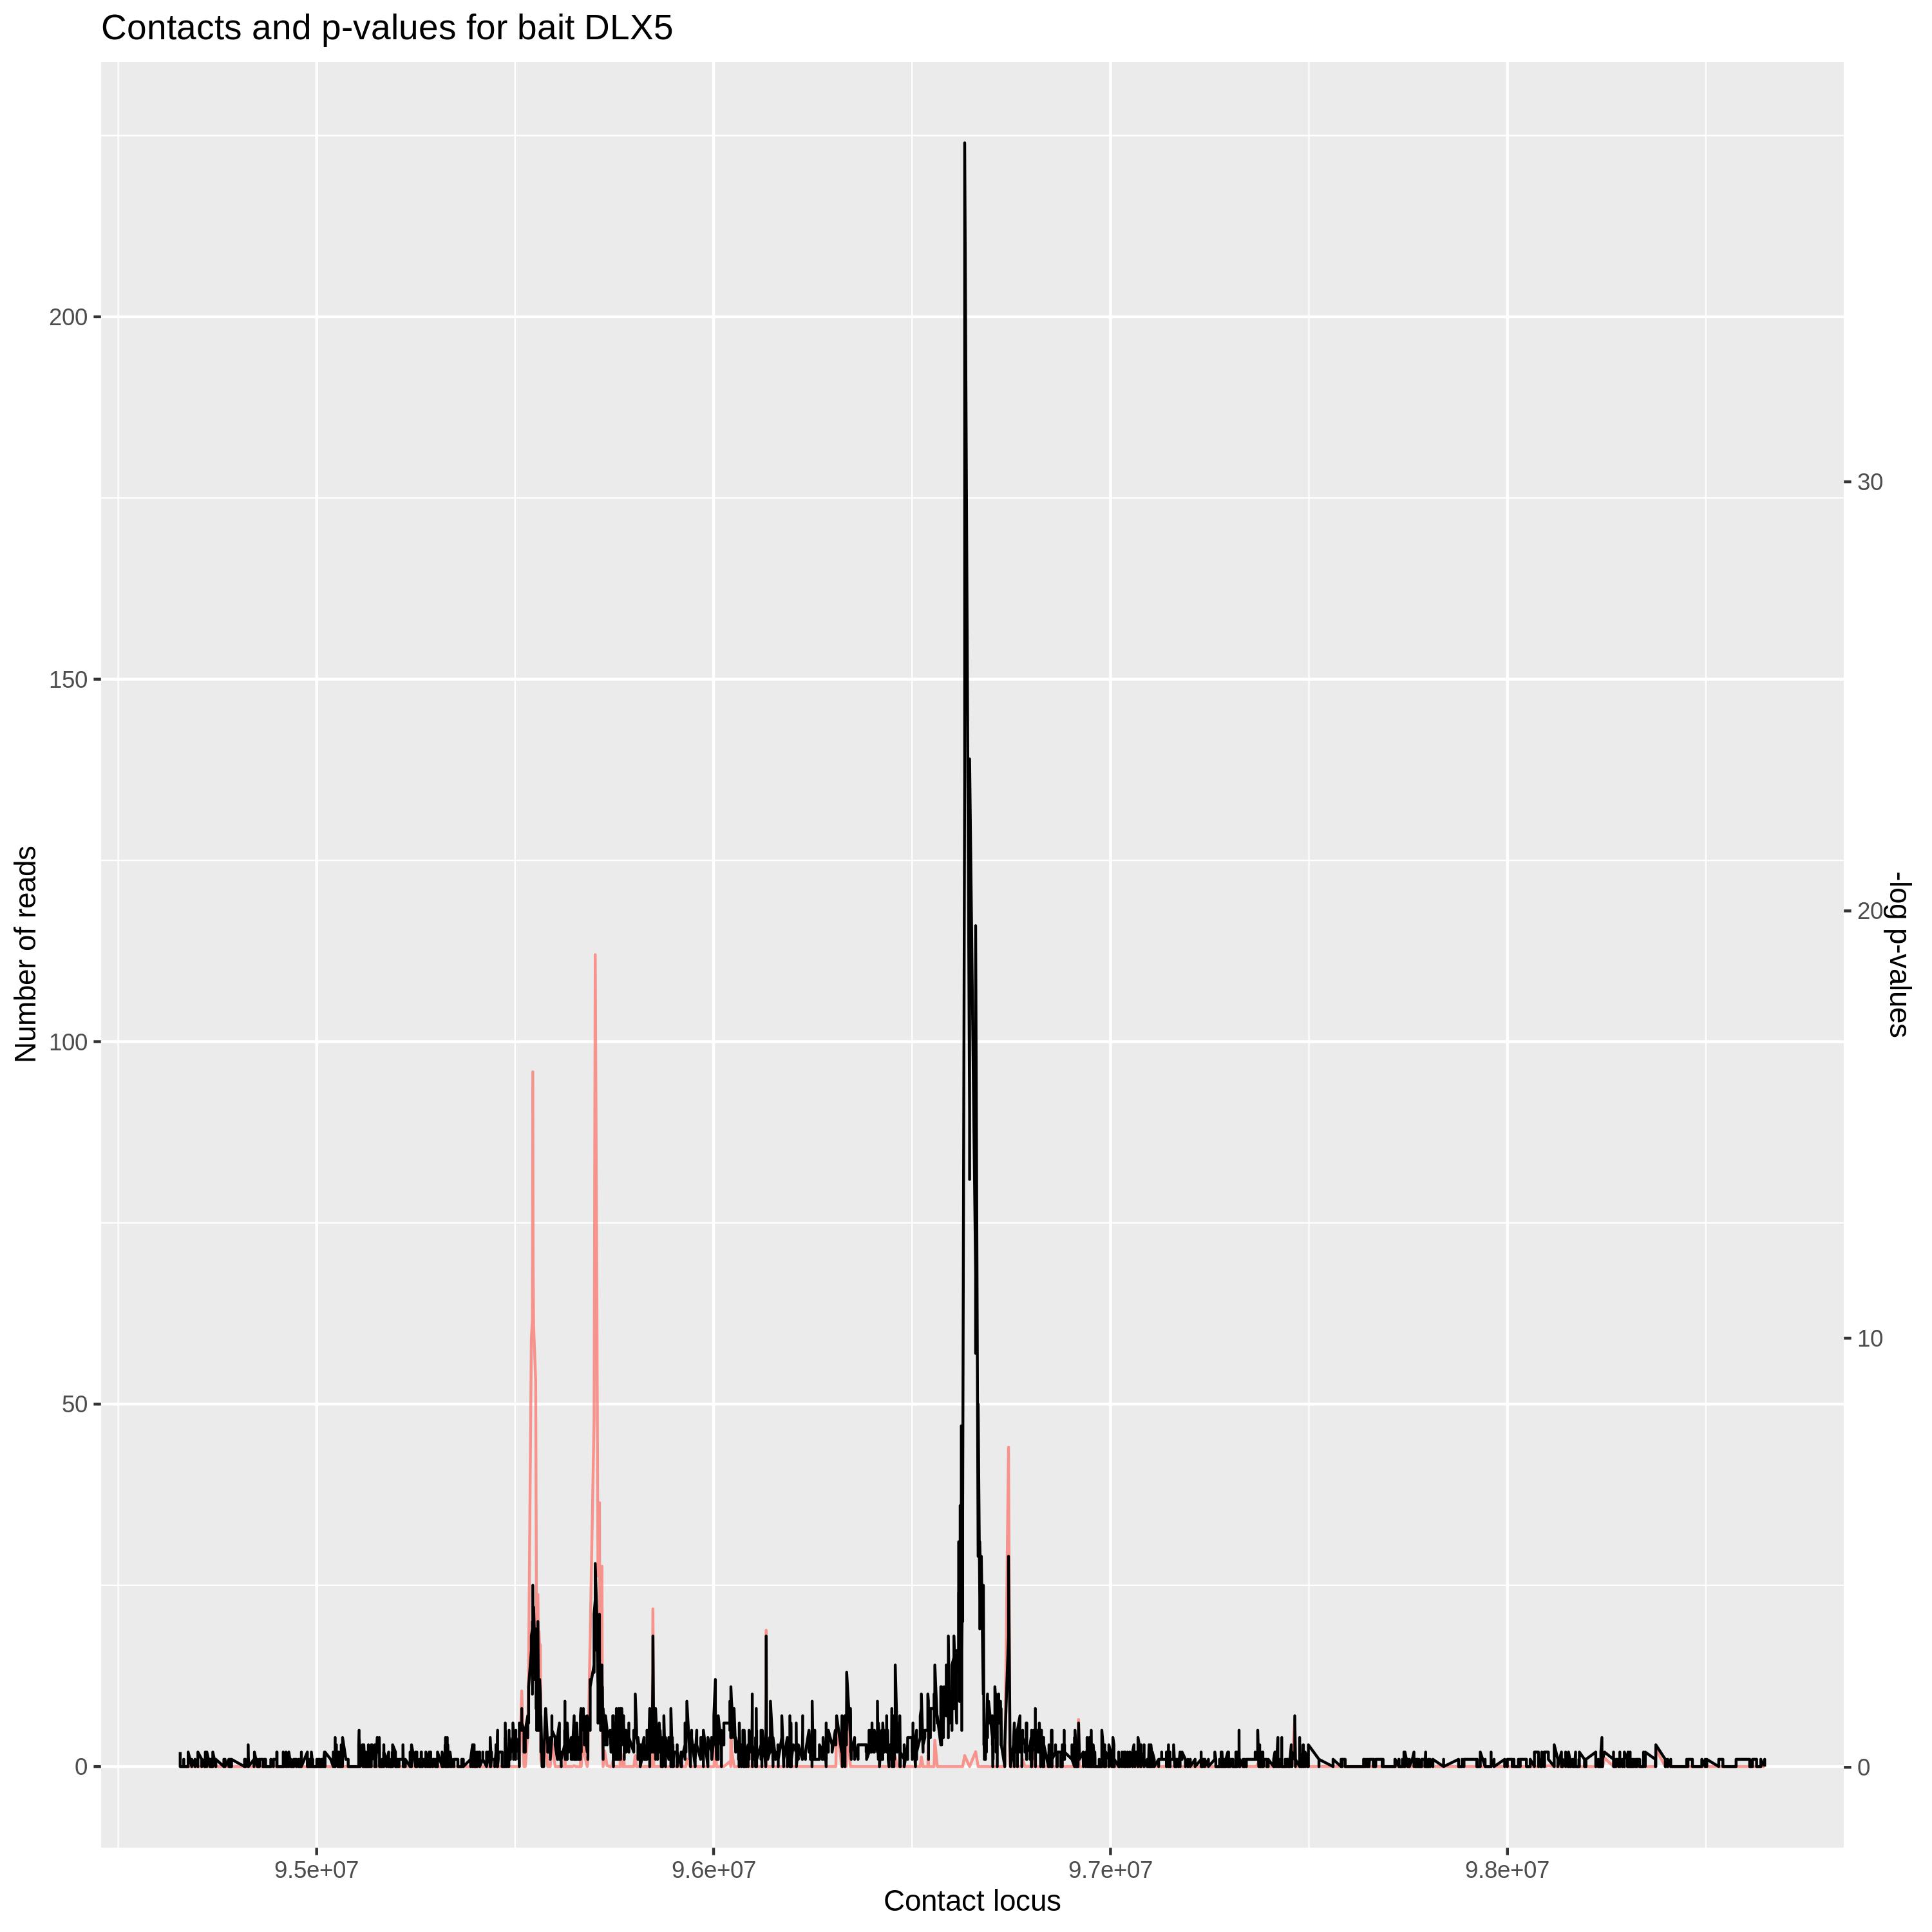 Contacts and p-values for bait DLX5
200
150
100
50
0
Number of reads
30
20
10
0
-log p-values
9.5e+07 9.6e+07 9.7e+07 9.8e+07
Contact locus